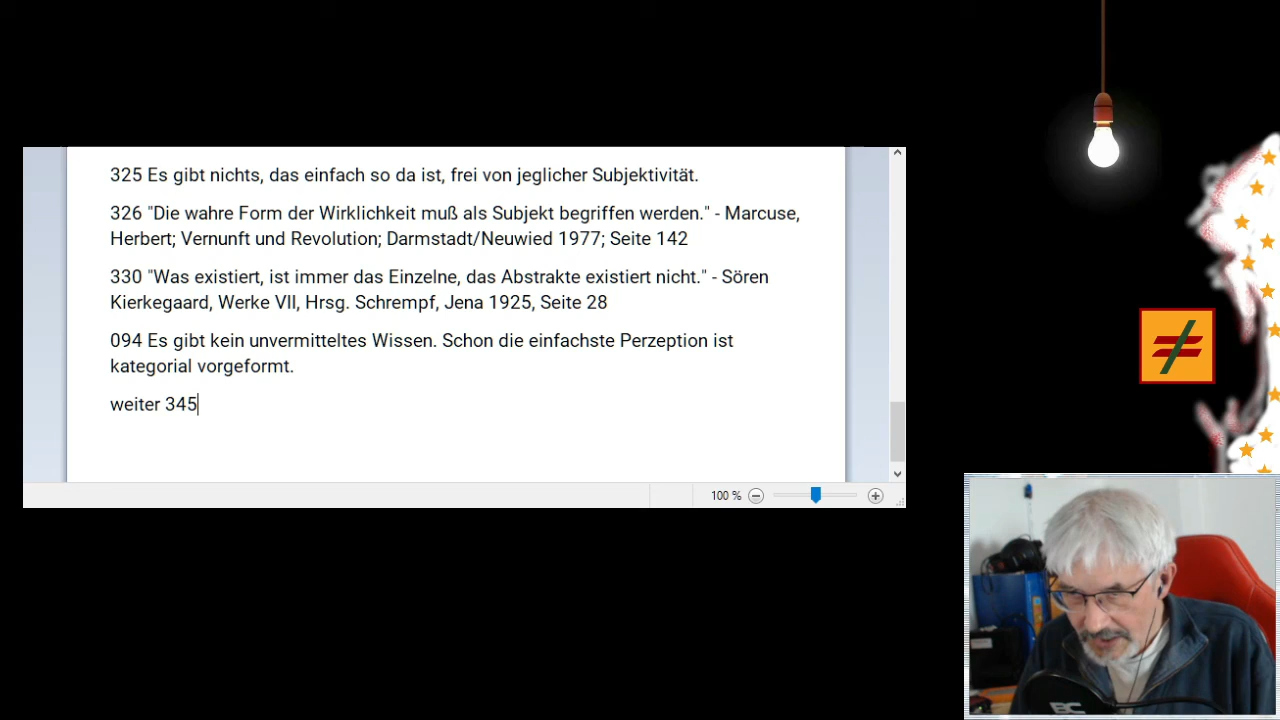 325 Es gibt nichts, das einfach so da ist, frei von jeglicher Subjektivität.
326 "Die wahre Form der Wirklichkeit muß als Subjekt begriffen werden." - Marcuse,
Herbert; Vernunft und Revolution; Darmstadt/Neuwied 1977; Seite 142
330 "Was existiert, ist immer das Einzelne, das Abstrakte existiert nicht." - Sören
Kierkegaard, Werke VII, Hrsg. Schrempf, Jena 1925, Seite 28
094 Es gibt kein unvermitteltes Wissen. Schon die einfachste Perzeption ist
kategorial vorgeformt.
weiter 345
100 %
≠